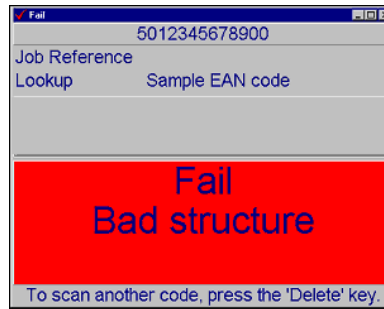 Fail
5012345678900
Job Reference
Lookup Sample EAN code
Fail
Bad structure
To scan another code, press the 'Delete' key.